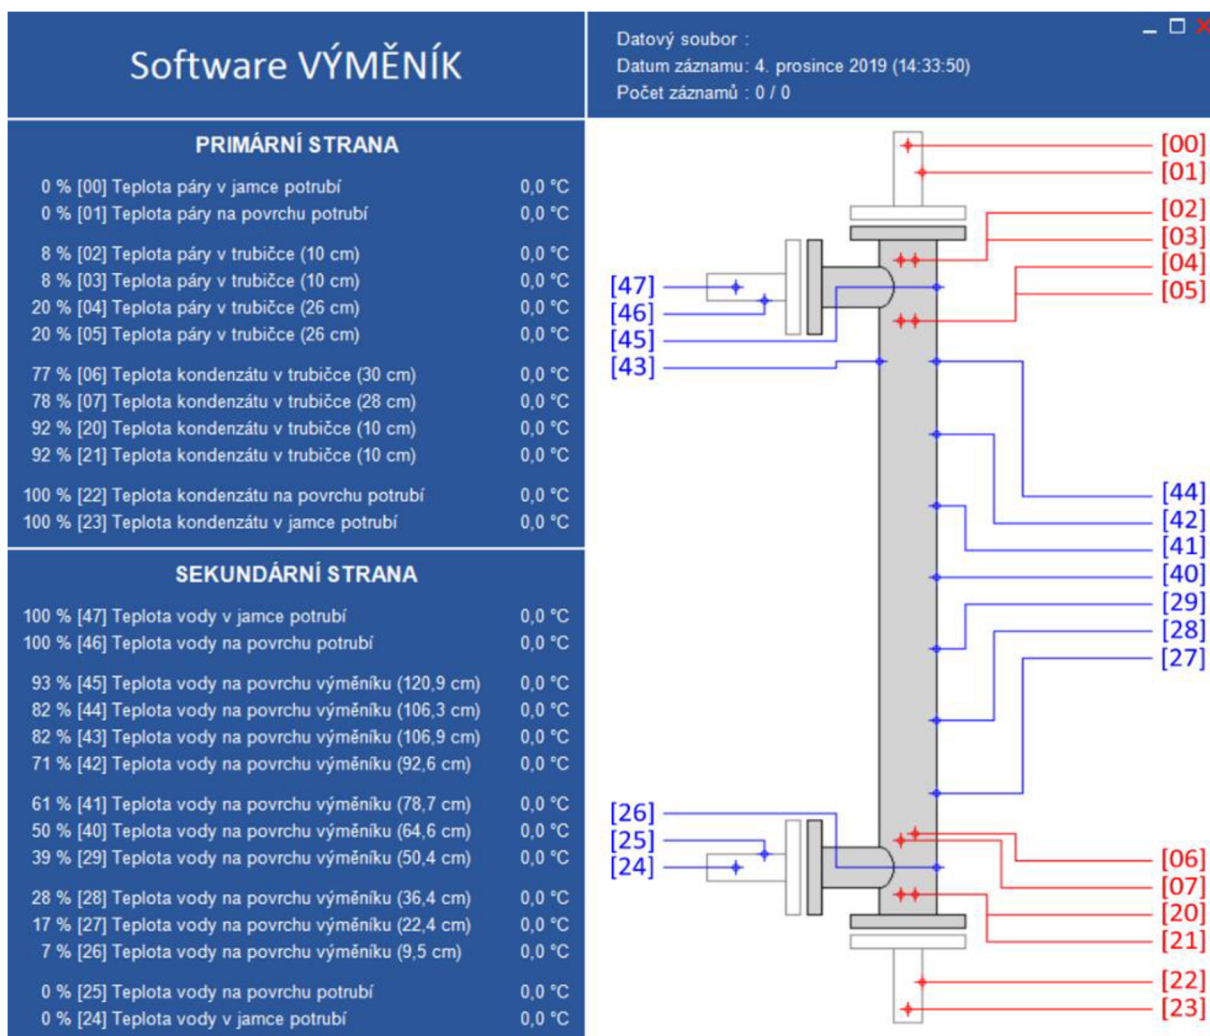 Software VÝMĚNÍK
Datový soubor :
Datum záznamu: 4. prosince 2019 (14:33:50)
Počet záznamů : 0 / 0
PRIMÁRNÍ STRANA
0 % [00] Teplota páry v jamce potrubí 0,0 °C
0 % [01] Teplota páry na povrchu potrubí 0,0 °C
8 % [02] Teplota páry v trubičce (10 cm) 0,0 °C
8 % [03] Teplota páry v trubičce (10 cm) 0,0 °C
20 % [04] Teplota páry v trubičce (26 cm) 0,0 °C
20 % [05] Teplota páry v trubičce (26 cm) 0,0 °C
77 % [06] Teplota kondenzátu v trubičce (30 cm) 0,0 °C
78 % [07] Teplota kondenzátu v trubičce (28 cm) 0,0 °C
92 % [20] Teplota kondenzátu v trubičce (10 cm) 0,0 °C
92 % [21] Teplota kondenzátu v trubičce (10 cm) 0,0 °C
100 % [22] Teplota kondenzátu na povrchu potrubí 0,0 °C
100 % [23] Teplota kondenzátu v jamce potrubí 0,0 °C
SEKUNDÁRNÍ STRANA
100 % [47] Teplota vody v jamce potrubí 0,0 °C
100 % [46] Teplota vody na povrchu potrubí 0,0 °C
93 % [45] Teplota vody na povrchu výměníku (120,9 cm) 0,0 °C
82 % [44] Teplota vody na povrchu výměníku (106,3 cm) 0,0 °C
82 % [43] Teplota vody na povrchu výměníku (106,9 cm) 0,0 °C
71 % [42] Teplota vody na povrchu výměníku (92,6 cm) 0,0 °C
61 % [41] Teplota vody na povrchu výměníku (78,7 cm) 0,0 °C
50 % [40] Teplota vody na povrchu výměníku (64,6 cm) 0,0 °C
39 % [29] Teplota vody na povrchu výměníku (50,4 cm) 0,0 °C
28 % [28] Teplota vody na povrchu výměníku (36,4 cm) 0,0 °C
17 % [27] Teplota vody na povrchu výměníku (22,4 cm) 0,0 °C
7 % [26] Teplota vody na povrchu výměníku (9,5 cm) 0,0 °C
0 % [25] Teplota vody na povrchu potrubí 0,0 °C
0 % [24] Teplota vody v jamce potrubí 0,0 °C
[00]
[01]
[02]
[03]
[04]
[05]
[47]
[46]
[45]
[43]
[44]
[42]
[41]
[40]
[29]
[28]
[27]
[26]
[25]
[24]
[06]
[07]
[20]
[21]
[22]
[23]